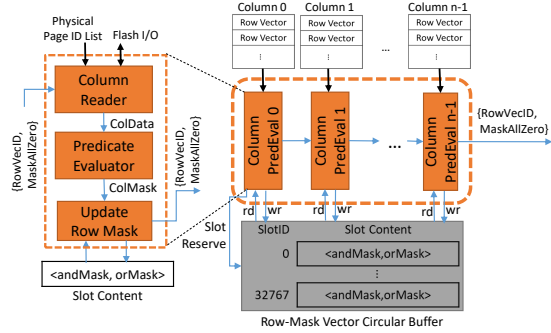 Physical
Page ID List
Flash I/O
Column
Reader
ColData
Predicate
Evaluator
ColMask
Update
Row Mask
{RowVecID,
MaskAllZero}
{RowVecID,
MaskAllZero}
<andMask, orMask>
Slot Content
Column 0
Row Vector
Row Vector
⋮
Column 1
Row Vector
Row Vector
⋮
...
Column n-1
Row Vector
Row Vector
⋮
Column
PredEval 0
Column
PredEval 1
...
Column
PredEval n-1
{RowVecID,
MaskAllZero}
Slot
Reserve
rd wr
rd wr
rd wr
SlotID
Slot Content
0
<andMask,orMask>
⋮
32767
<andMask,orMask>
Row-Mask Vector Circular Buffer